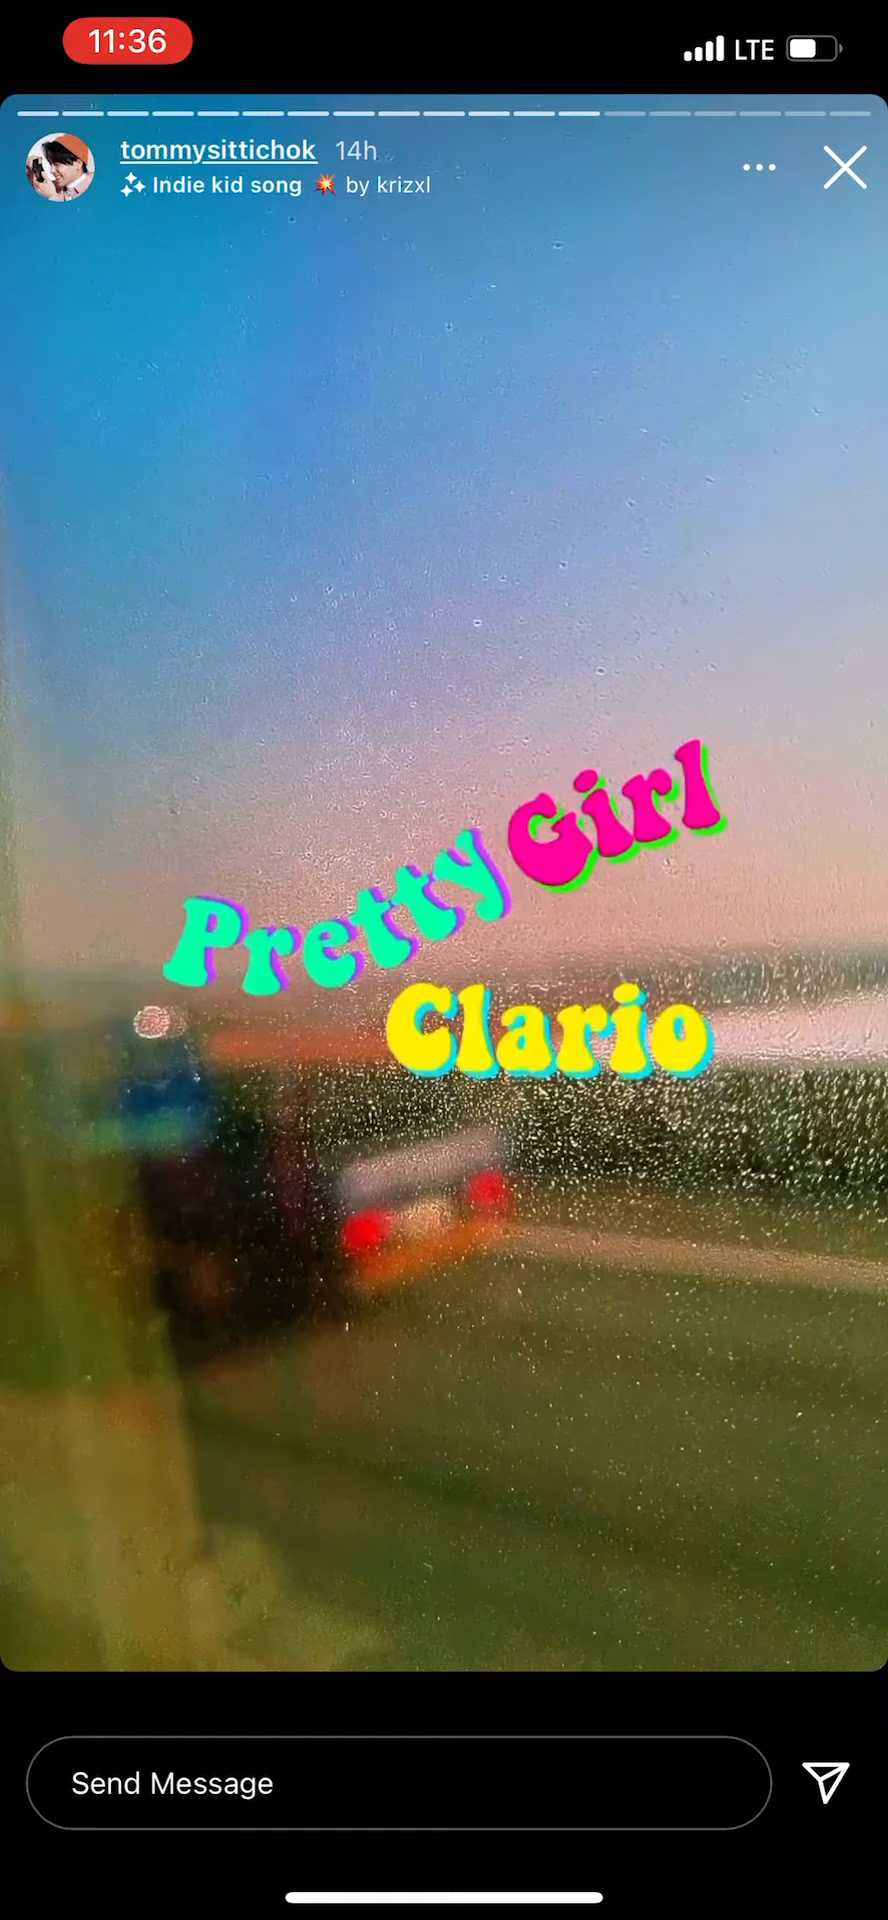 11:36
LTE
tommysittichok 14h
Indie kid song 💥 by krizxl
Pretty Girl
Clario
Send Message